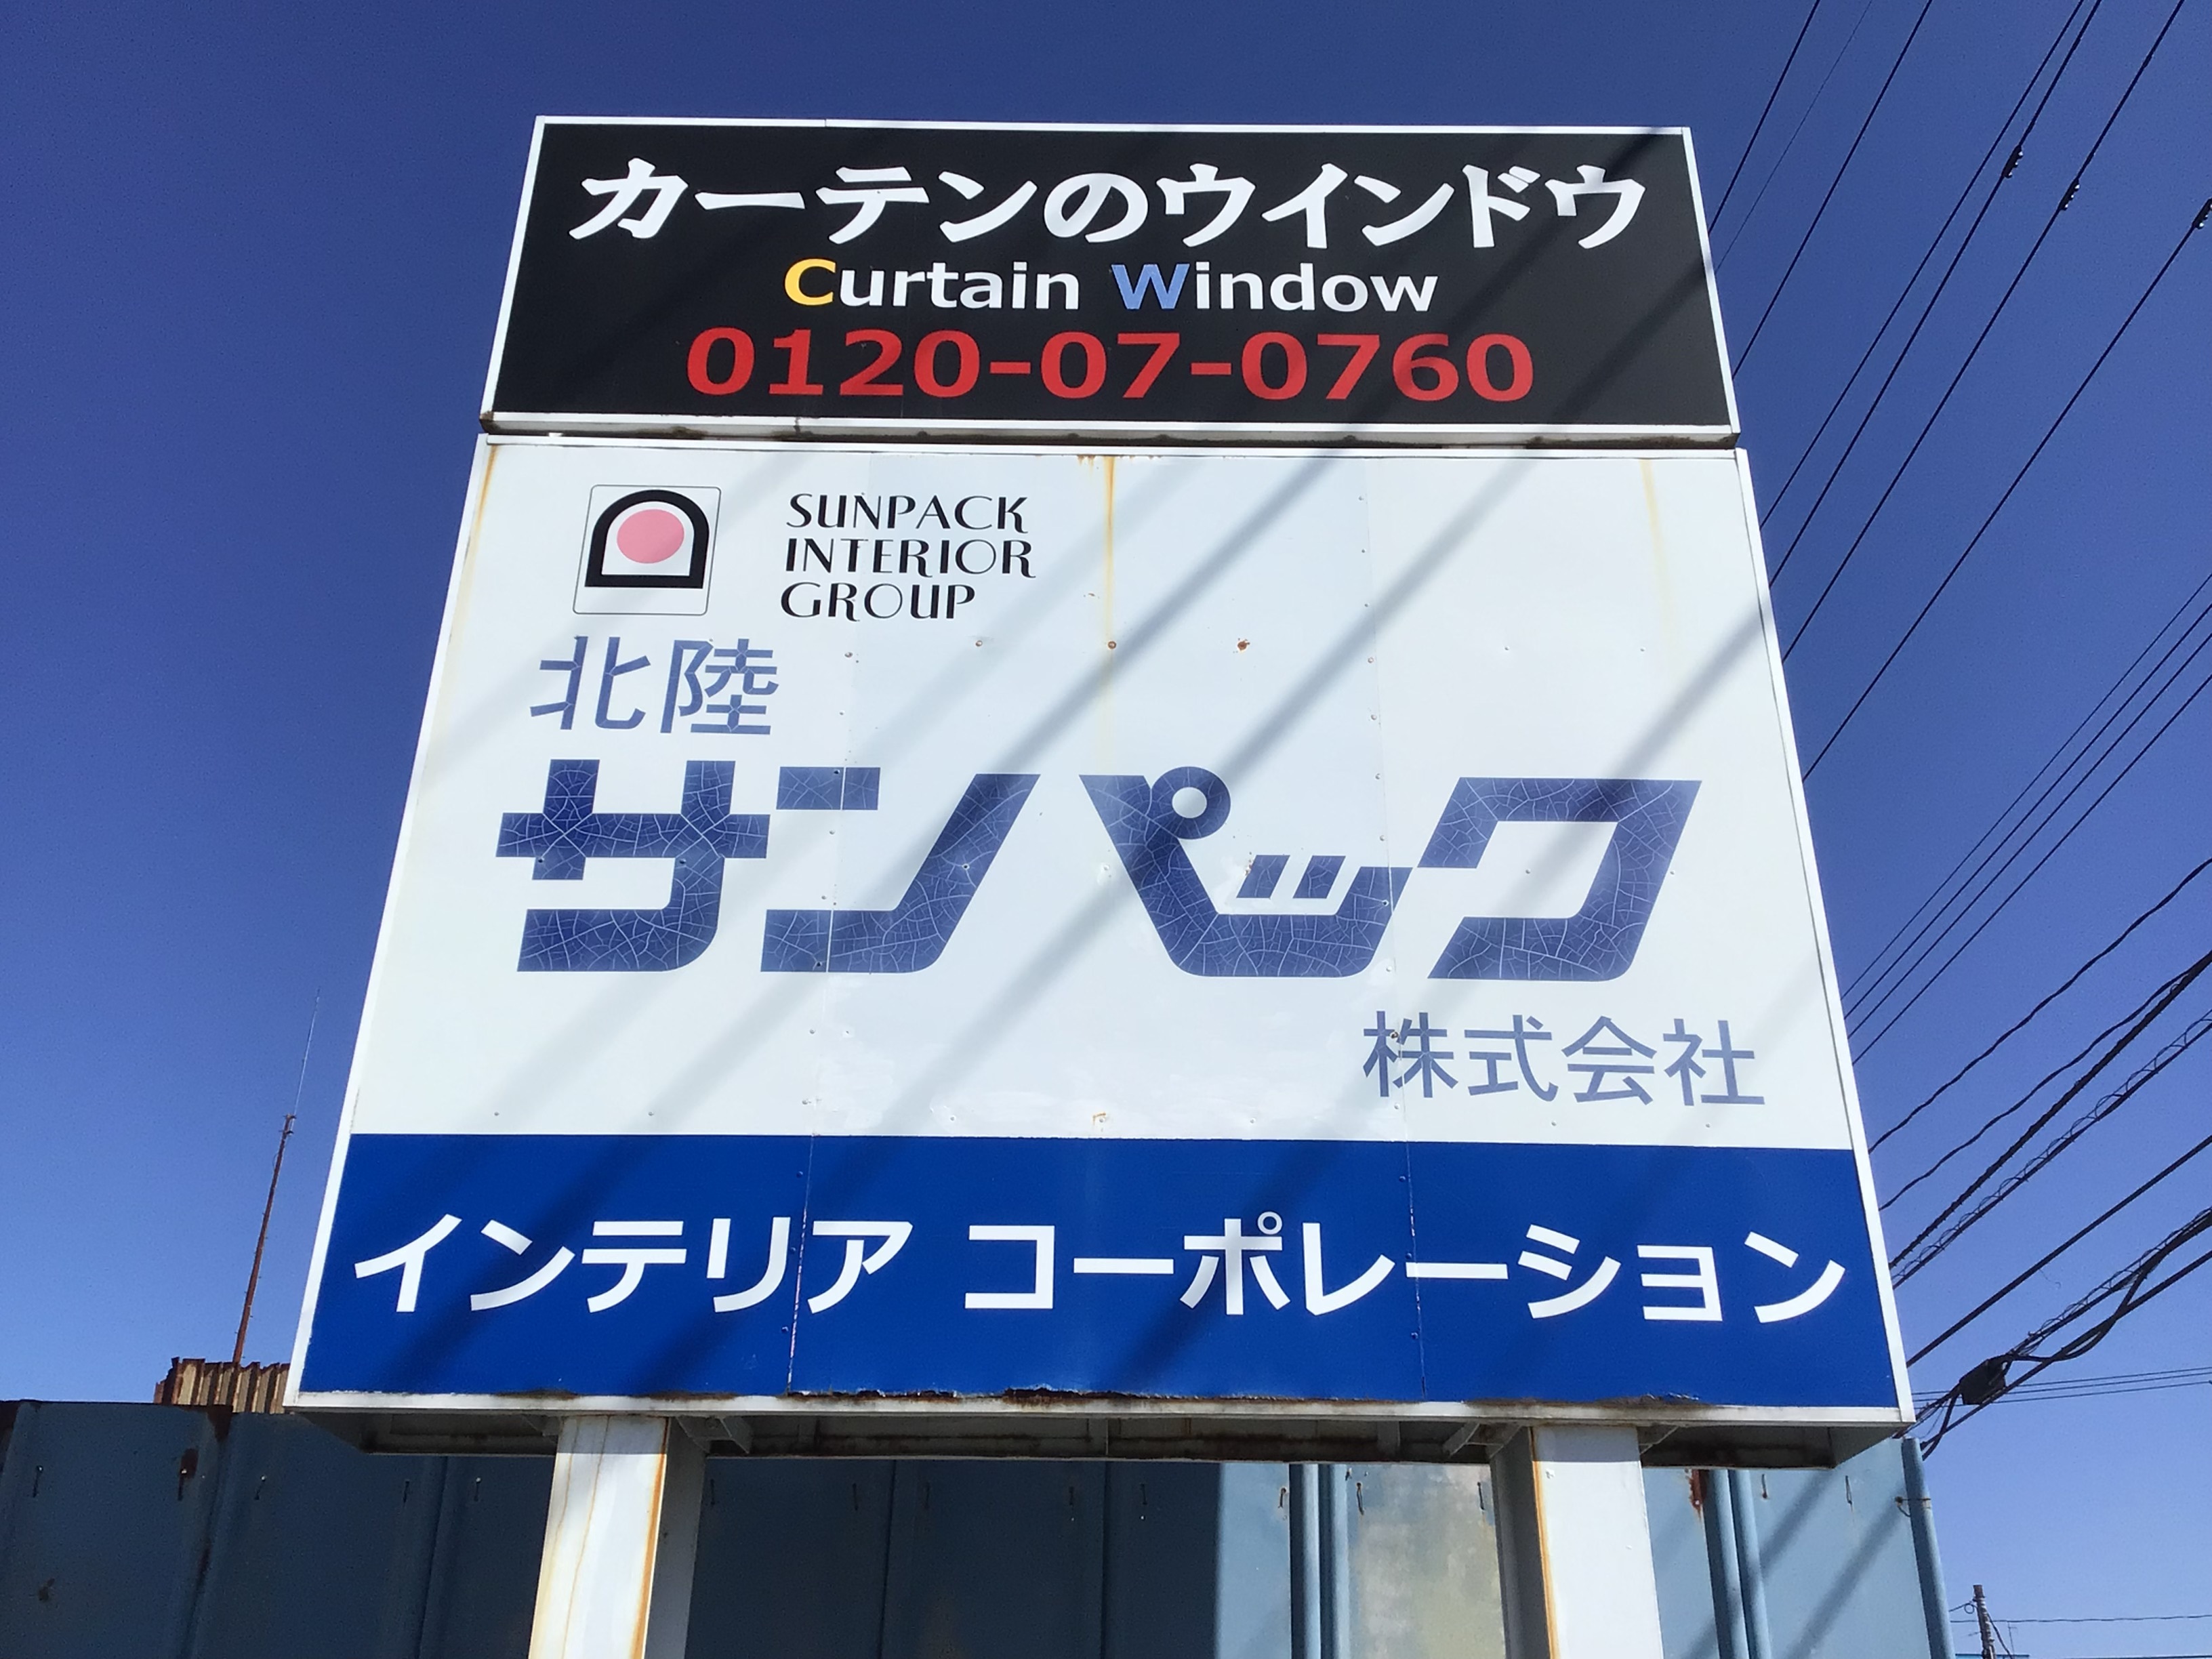 カーテンのウインドウ
Curtain Window
0120-07-0760
SUNPACK
INTERIOR
GROUP
北陸
サンペック
株式会社
インテリア コーポレーション